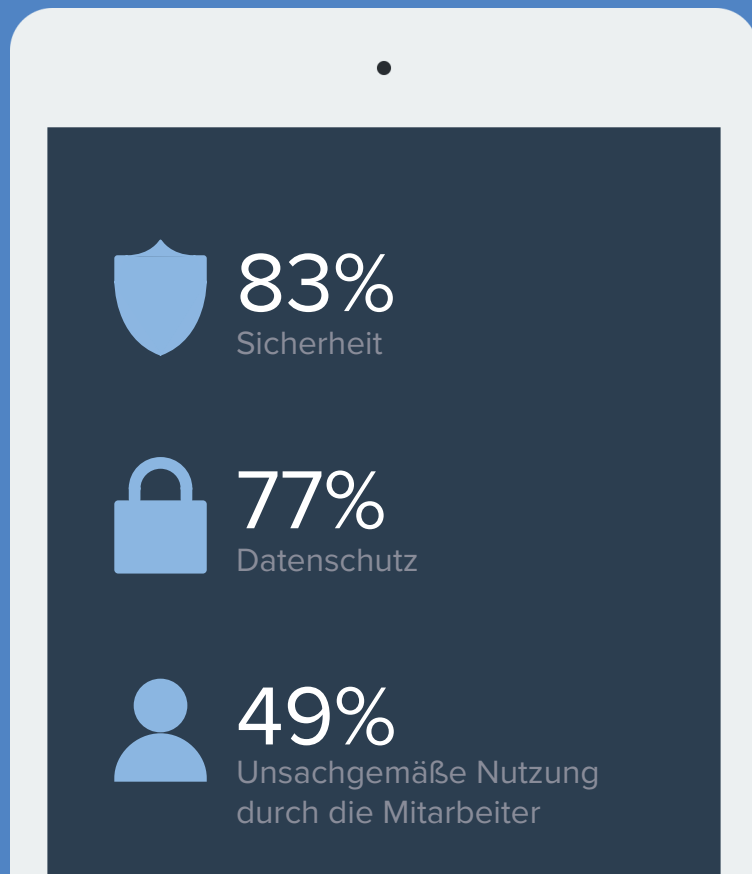 83%
Sicherheit
77%
Datenschutz
49%
Unsachgemäße Nutzung
durch die Mitarbeiter